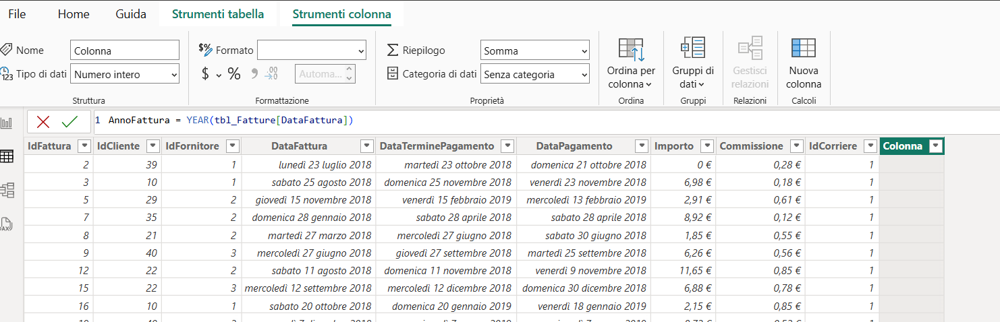 File Home Guida Strumenti tabella Strumenti colonna
Nome Colonna $% Formato Riepilogo Somma
Tipo di dati Numero intero $ % Automa... Categoria di dati Senza categoria
Ordina per colonna Gruppi di dati Gestisci relazioni Nuova colonna
Struttura Formattazione Proprietà Ordina Gruppi Relazioni Calcoli
1 AnnoFattura = YEAR(tbl_Fatture[DataFattura])
IdFattura IdCliente IdFornitore DataFattura DataTerminePagamento DataPagamento Importo Commissione IdCorriere Colonna
2 39 1 lunedì 23 luglio 2018 martedì 23 ottobre 2018 domenica 21 ottobre 2018 0 € 0,28 € 1
3 10 1 sabato 25 agosto 2018 domenica 25 novembre 2018 venerdì 23 novembre 2018 6,98 € 0,18 € 1
5 29 2 giovedì 15 novembre 2018 venerdì 15 febbraio 2019 mercoledì 13 febbraio 2019 2,91 € 0,61 € 1
7 35 2 domenica 28 gennaio 2018 sabato 28 aprile 2018 sabato 28 aprile 2018 8,92 € 0,12 € 1
8 21 2 martedì 27 marzo 2018 mercoledì 27 giugno 2018 sabato 30 giugno 2018 1,85 € 0,55 € 1
9 40 3 mercoledì 27 giugno 2018 giovedì 27 settembre 2018 martedì 25 settembre 2018 6,26 € 0,56 € 1
12 22 2 sabato 11 agosto 2018 domenica 11 novembre 2018 venerdì 9 novembre 2018 11,65 € 0,85 € 1
15 22 3 mercoledì 12 settembre 2018 mercoledì 12 dicembre 2018 domenica 30 dicembre 2018 6,88 € 0,78 € 1
16 10 1 sabato 20 ottobre 2018 domenica 20 gennaio 2019 venerdì 18 gennaio 2019 2,15 € 0,85 € 1